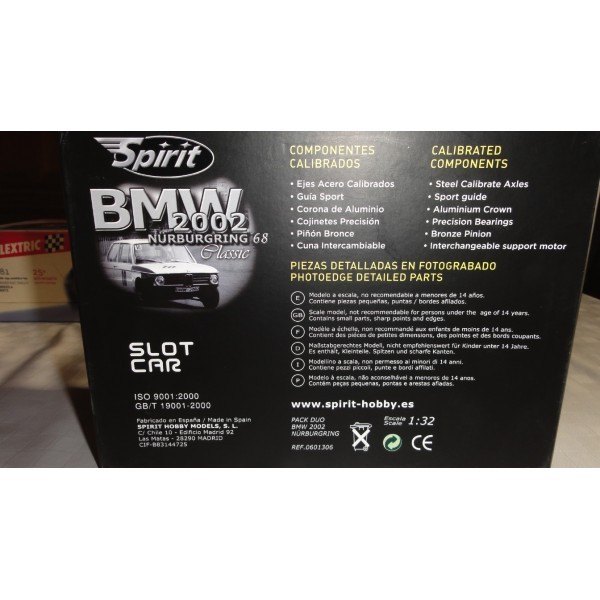 Spirit
BMW
2002
NÜRBURGRING 68
Classic
SLOT
CAR
ISO 9001:2000
GB/T 19001-2000
Fabricado en España / Made in Spain
SPIRIT HOBBY MODELS, S. L.
C/ Chile 10 - Edificio Madrid 92
Las Matas - 28290 MADRID
CIF-B83144725
COMPONENTES
CALIBRADOS
• Ejes Acero Calibrados
• Guía Sport
• Corona de Aluminio
• Cojinetes Precisión
• Piñón Bronce
• Cuna Intercambiable
CALIBRATED
COMPONENTS
• Steel Calibrate Axles
• Sport guide
• Aluminium Crown
• Precision Bearings
• Bronze Pinion
• Interchangeable support motor
PIEZAS DETALLADAS EN FOTOGRABADO
PHOTOEDGE DETAILED PARTS
E Modelo a escala, no recomendable a menores de 14 años.
Contiene piezas pequeñas, puntas / bordes afilados.
GB Scale model, not recommendable for persons under the age of 14 years.
Contains small parts, sharp points and edges.
F Modèle a échelle, non recommandé aux enfants de moins de 14 ans.
Contient des pièces de petites dimensions, des pointes et des bords coupants.
D Maßstabgerechtes Modell, nicht empfohlenswert für Kinder unter 14 Jahre.
Es enthält, Kleinteile. Spitzen und scharfe Kanten.
I Modellino a scala, non permesso ai minori di 14 anni.
Contiene pezzi piccoli, punte e bordi affilati.
P Modelo à escala, não aconselhavel a menores de 14 anos.
Contém peças pequenas, pontas e arestas afiadas.
www.spirit-hobby.es
PACK DUO
BMW 2002
NÜRBURGRING
REF.0601306
Escala
Scale 1:32
CE
LEXTRIC